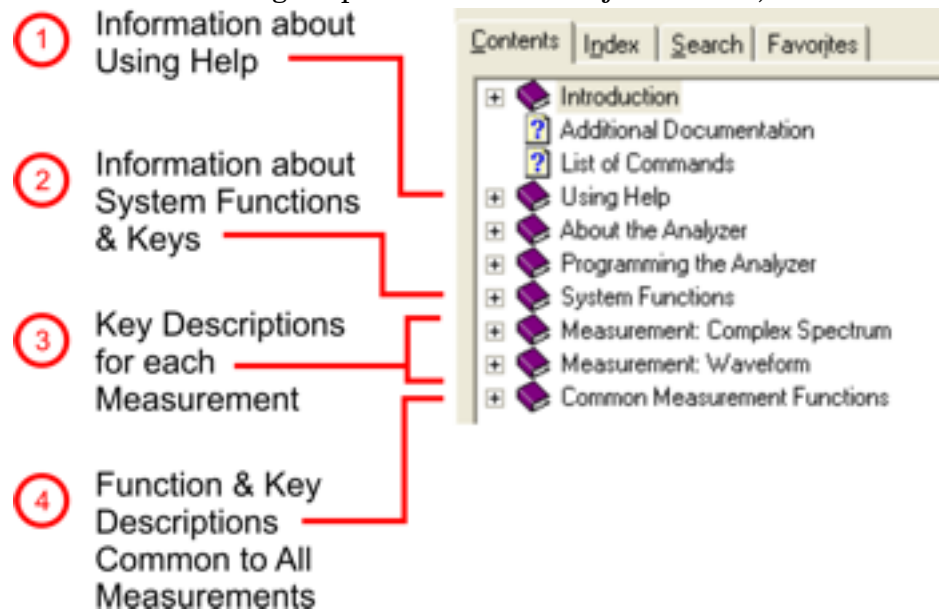 1
Information about
Using Help
2
Information about
System Functions
& Keys
3
Key Descriptions
for each
Measurement
4
Function & Key
Descriptions
Common to All
Measurements
Contents Index Search Favorites
Introduction
? Additional Documentation
? List of Commands
Using Help
About the Analyzer
Programming the Analyzer
System Functions
Measurement: Complex Spectrum
Measurement: Waveform
Common Measurement Functions